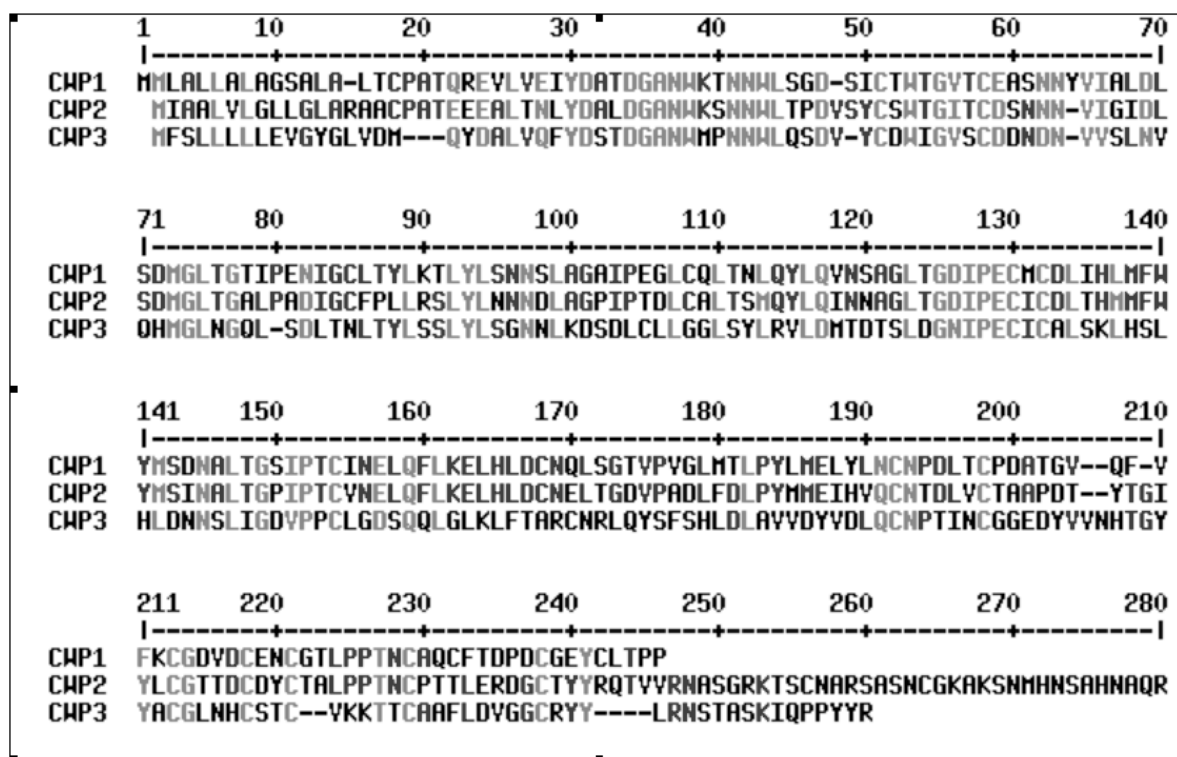 1 10 20 30 40 50 60 70
|--------+---------+---------+---------+---------+---------+---------|
CWP1 MMLALLALAGSALA-LTCPATQREVLVEIYDATDGANWKTNNWLSGD-SICTWTGVTCEASNNYVIALDL
CWP2 MIAALVLGLLGLARAACPATEEEALTNLYDALDGANWKSNNWLTPDVSYCSWTGITCDSNNN-VIGIDL
CWP3 MFSLLLLLEVGYGLVDM---QYDALVQFYDSTDGANWMPNNWLQSDV-YCDWIGVSCDDNDN-VVSLNV
71 80 90 100 110 120 130 140
|--------+---------+---------+---------+---------+---------+---------|
CWP1 SDMGLTGTIPENIGCLTYLKTLYLSNNSLAGAIPEGLCQLTNLQYLQVNSAGLTGDIPECMCDLIHLMFW
CWP2 SDMGLTGALPADIGCFPLLRSLYLNNNDLAGPIPTDLCALTSMQYLQINNAGLTGDIPECICDLTHMMFW
CWP3 QHMGLNGQL-SDLTNLTYLSSLYLSGNNLKDSDLCLLGGLSYLRVLDMTDTSLDGNIPECICALSKLHSL
141 150 160 170 180 190 200 210
|--------+---------+---------+---------+---------+---------+---------|
CWP1 YMSDNALTGSIPTCINELQFLKELHLDCNQLSGTVPVGLMTLPYLMELYLNCNPDLTCPDATGV--QF-V
CWP2 YMSINALTGPIPTCVNELQFLKELHLDCNELTGDVPADLFDLPYMMEIHVQCNTDLVCTAAPDT--YTGI
CWP3 HLDNNSLIGDVPPCLGDSQQLGLKLFTARCNRLQYSFSHLDLAVVDYVDLQCNPTINCGGEDYVVNHTGY
211 220 230 240 250 260 270 280
|--------+---------+---------+---------+---------+---------+---------|
CWP1 FKCGDVDCENCGTLPPTNCAQCFTDPDCGEYCLTPP
CWP2 YLCGTTDCDYCTALPPTNCPTTLERDGCTYYRQTVVRNASGRKTSCNARSASNCGKAKSNMHNSAHNAQR
CWP3 YACGLNHCSTC--VKKTTCAAFLDVGGCRYY----LRNSTASKIQPPYYR